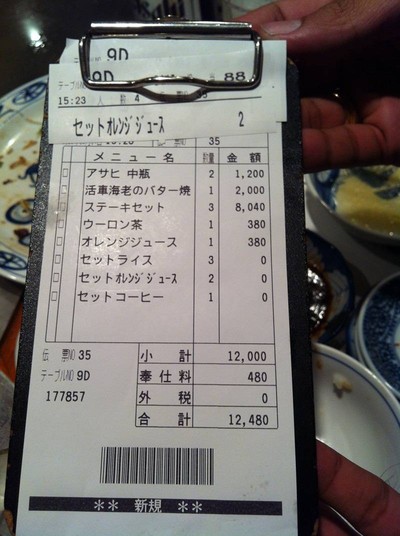 9D
9D 88
テーブルNO
15:23 人 数 4
セットオレンジジュース 2
35
メニュー名 数量 金額
アサヒ 中瓶 2 1,200
活車海老のバター焼 1 2,000
ステーキセット 3 8,040
ウーロン茶 1 380
オレンジジュース 1 380
セットライス 3 0
セットオレンジジュース 2 0
セットコーヒー 1 0
伝 票NO 35 小 計 12,000
テーブルNO 9D 奉仕料 480
177857 外 税 0
合 計 12,480
** 新規 **